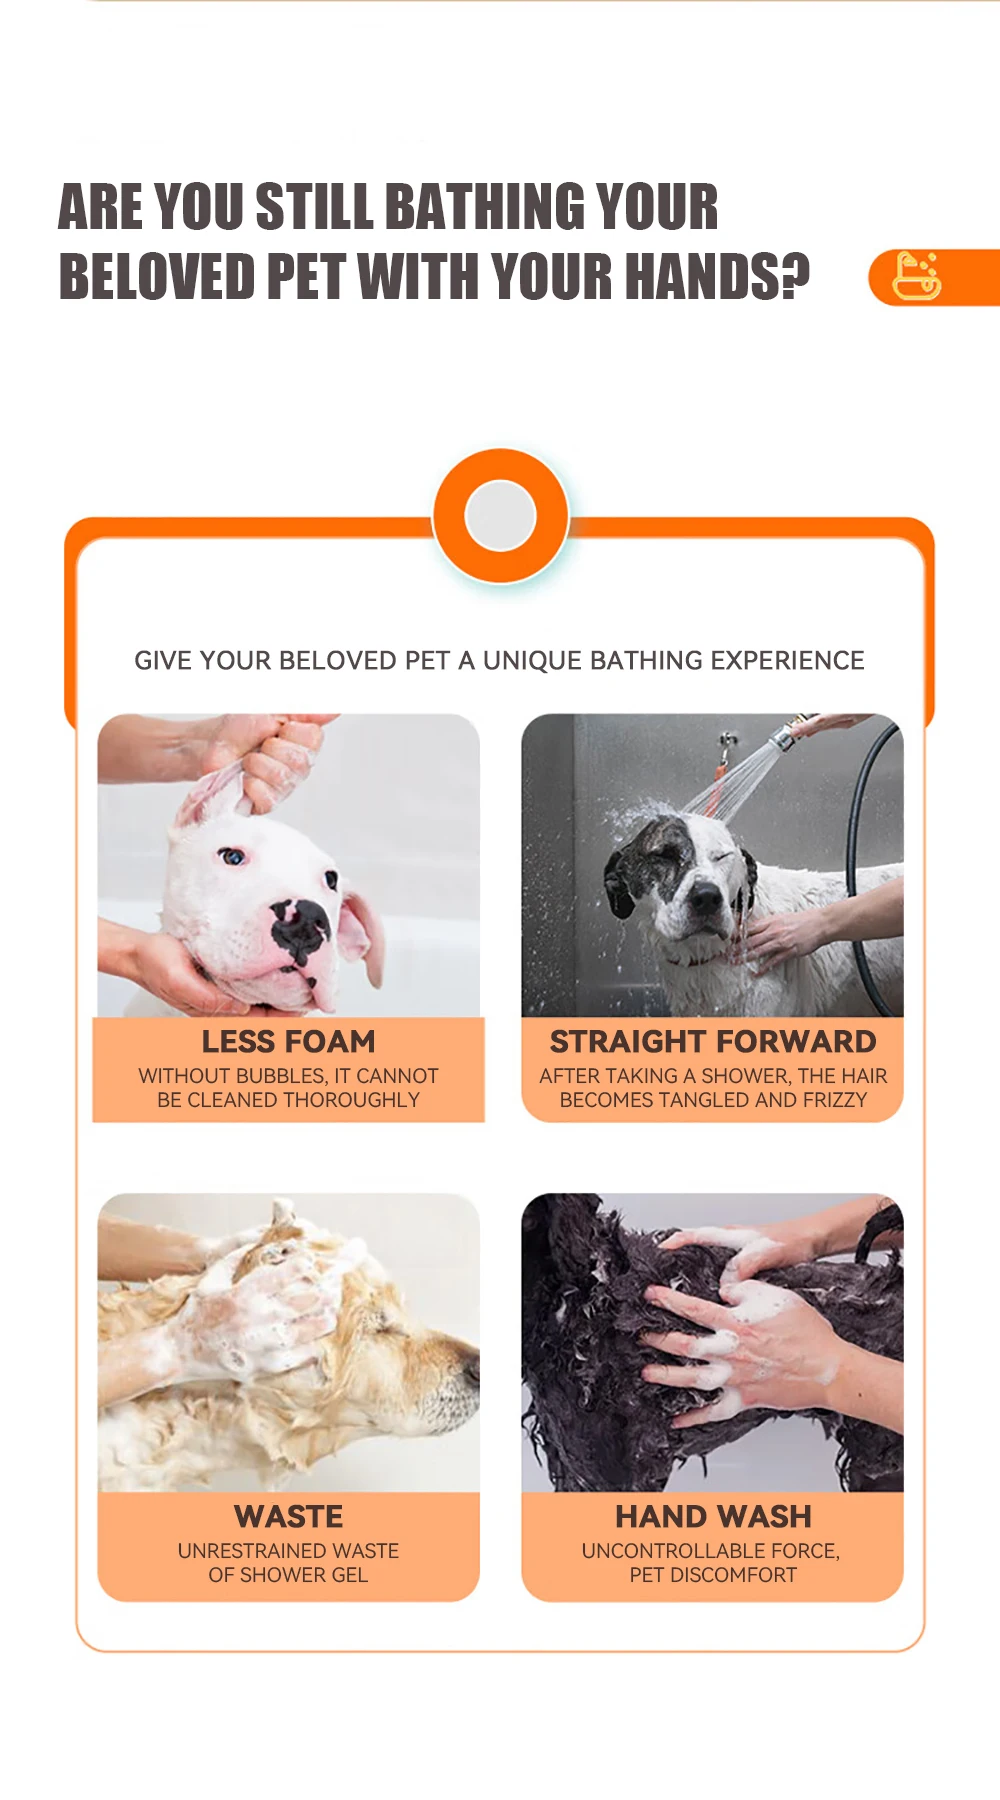 ARE YOU STILL BATHING YOUR
BELOVED PET WITH YOUR HANDS?
GIVE YOUR BELOVED PET A UNIQUE BATHING EXPERIENCE
LESS FOAM
WITHOUT BUBBLES, IT CANNOT
BE CLEANED THOROUGHLY
STRAIGHT FORWARD
AFTER TAKING A SHOWER, THE HAIR
BECOMES TANGLED AND FRIZZY
WASTE
UNRESTRAINED WASTE
OF SHOWER GEL
HAND WASH
UNCONTROLLABLE FORCE,
PET DISCOMFORT